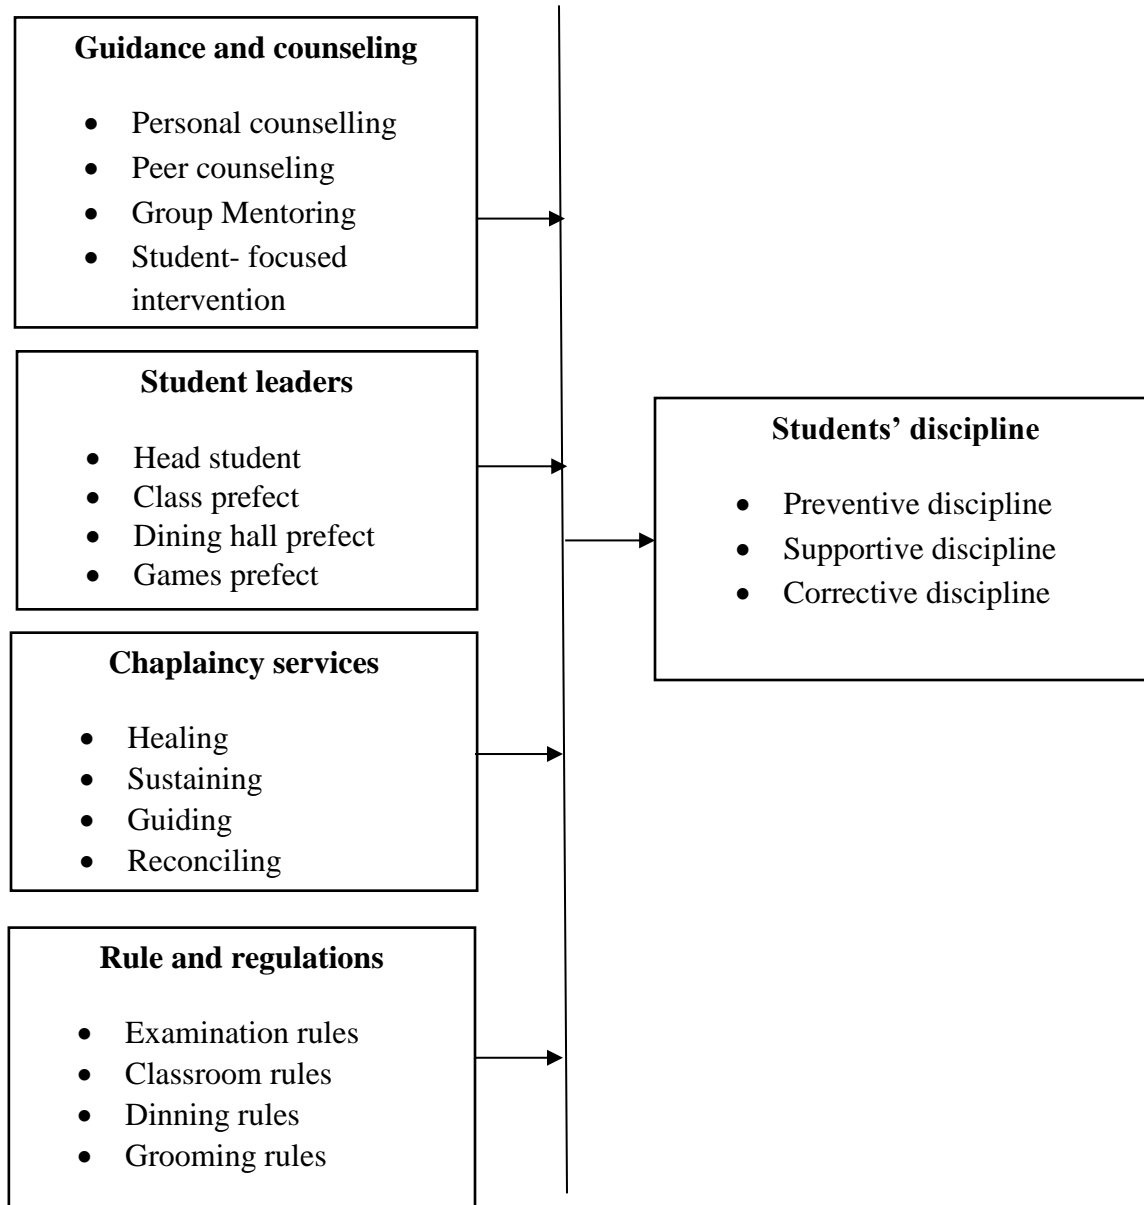 Guidance and counseling
• Personal counselling
• Peer counseling
• Group Mentoring
• Student- focused
intervention
Student leaders
• Head student
• Class prefect
• Dining hall prefect
• Games prefect
Chaplaincy services
• Healing
• Sustaining
• Guiding
• Reconciling
Rule and regulations
• Examination rules
• Classroom rules
• Dinning rules
• Grooming rules
Students’ discipline
• Preventive discipline
• Supportive discipline
• Corrective discipline